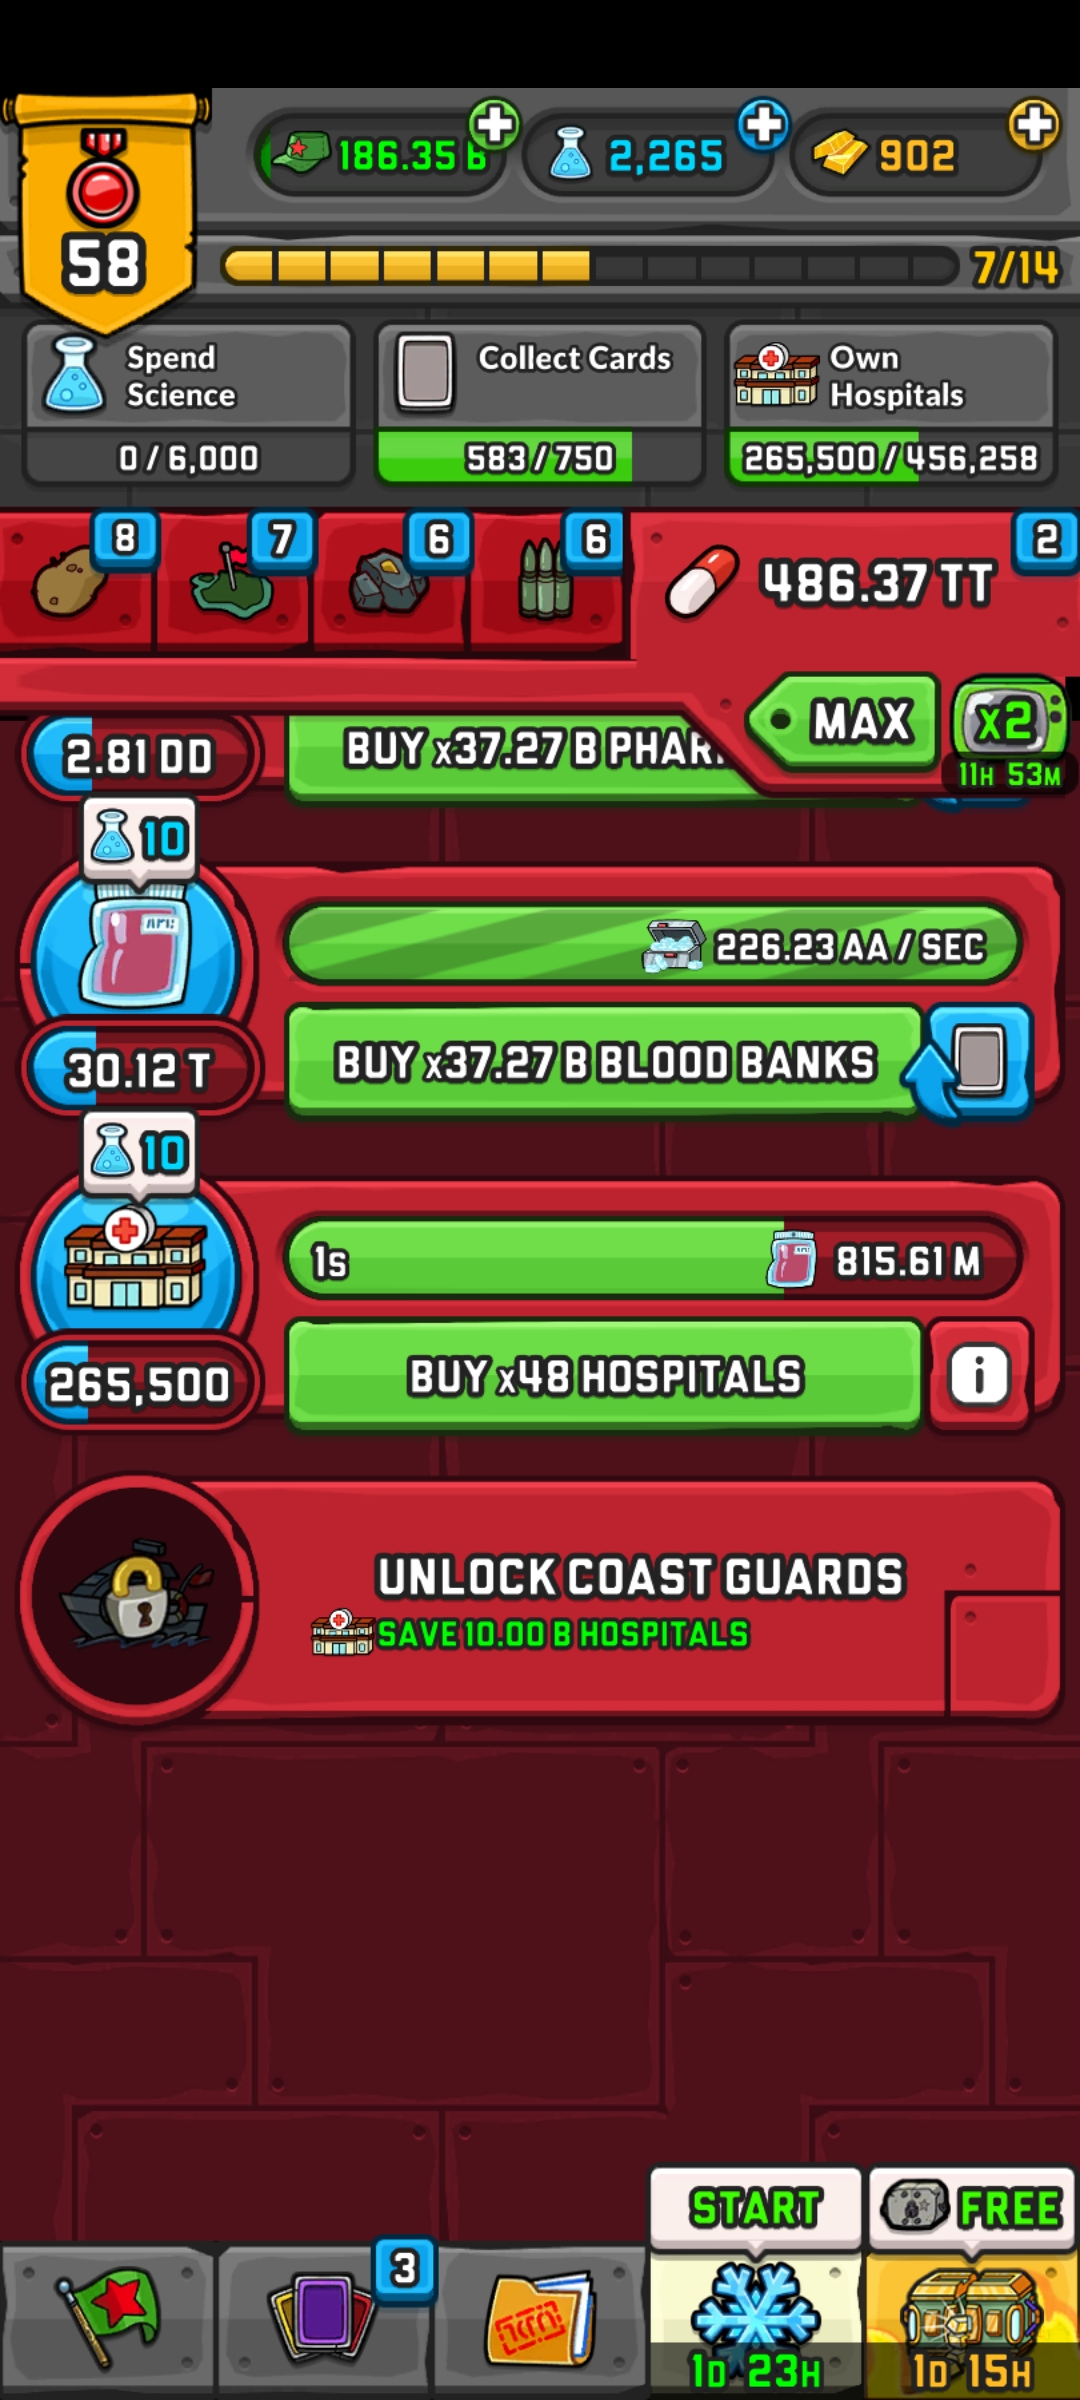 58
186.35 B
2,265
902
7/14
Spend
Science
0 / 6,000
Collect Cards
583 / 750
Own
Hospitals
265,500 / 456,258
8
7
6
6
2
486.37 TT
MAX
x2
11H 53M
2.81 DD
BUY x37.27 B PHAR
10
226.23 AA / SEC
30.12 T
BUY x37.27 B BLOOD BANKS
10
1s
815.61 M
265,500
BUY x48 HOSPITALS
i
UNLOCK COAST GUARDS
SAVE 10.00 B HOSPITALS
START
FREE
3
1D 23H
1D 15H